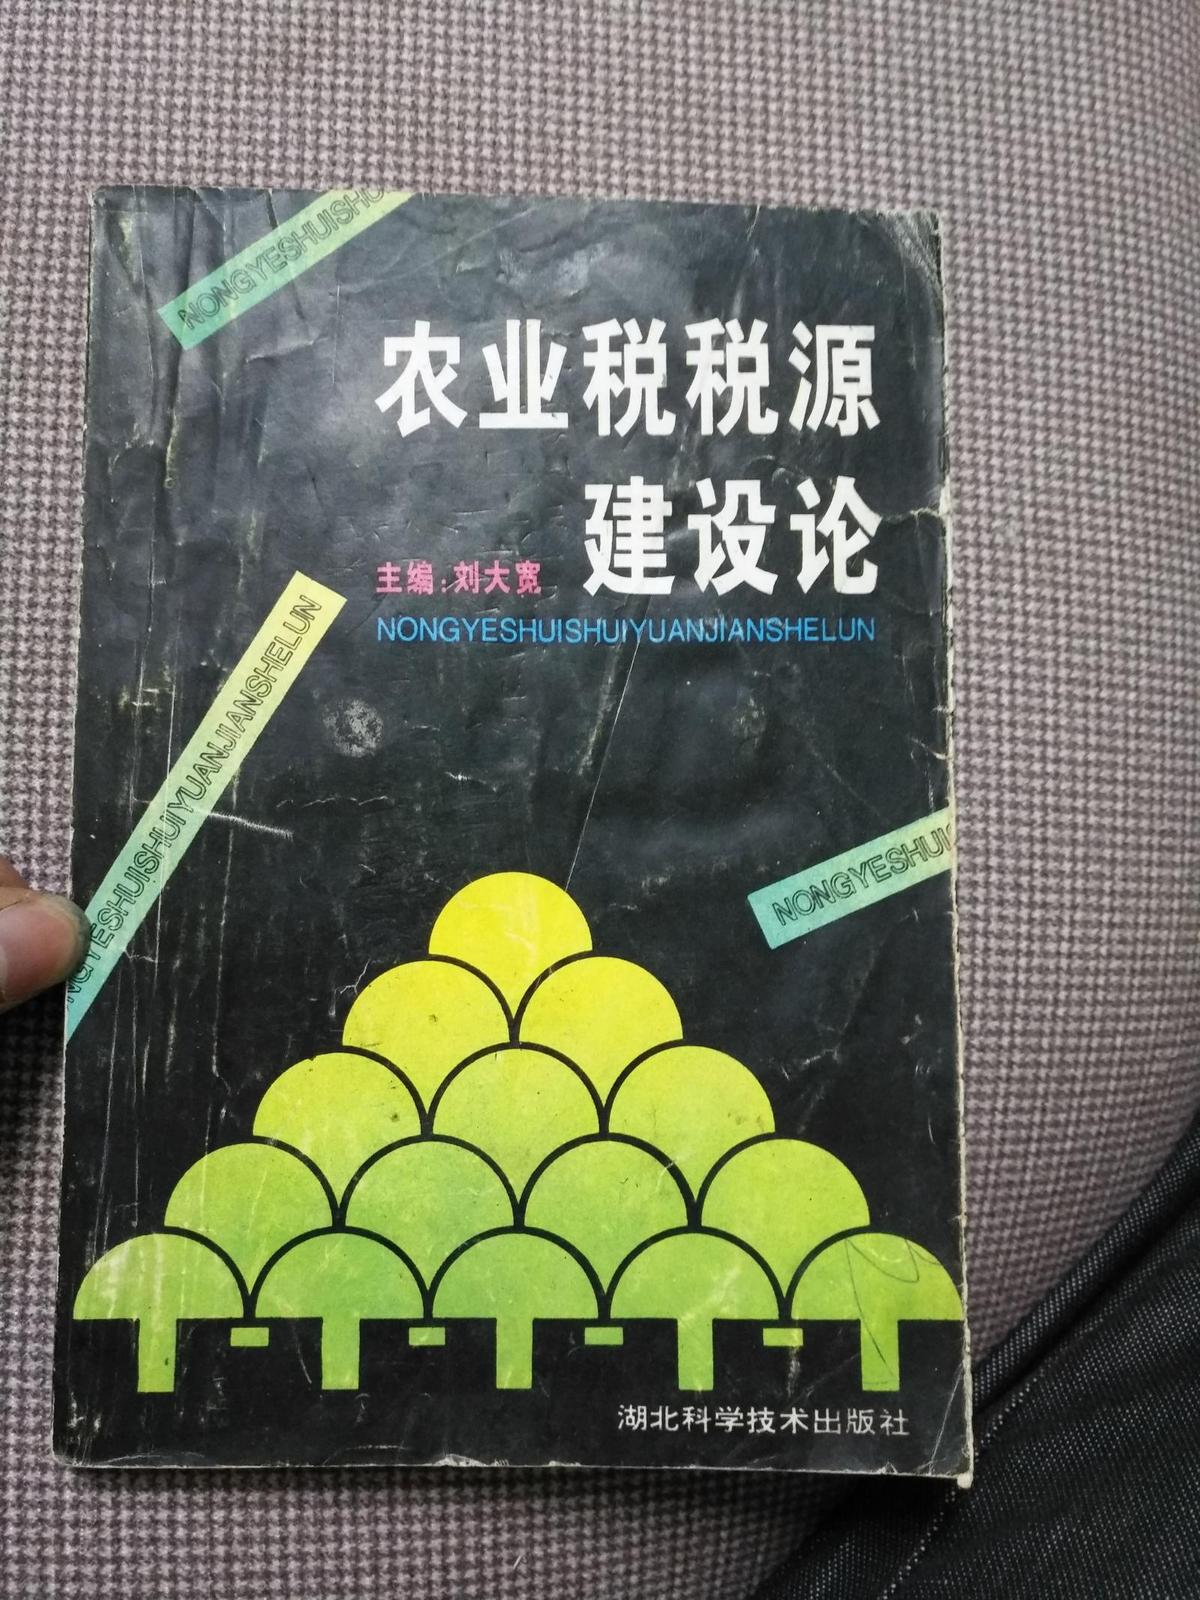 NONGYESHUISHU
农业税税源
建设论
主编：刘大宽
NONGYESHUISHUIYUANJIANSHELUN
NGYESHUISHUIYUANJIANSHELUN
NONGYESHUIS
湖北科学技术出版社